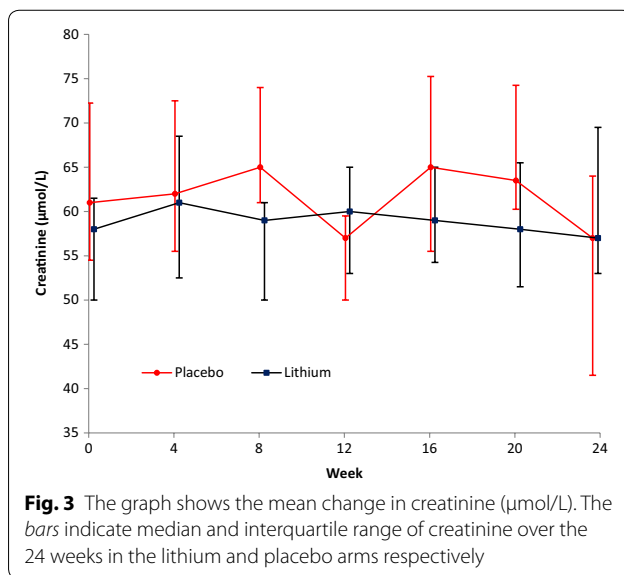 80
75
70
65
60
55
50
45
40
35
Creatinine (µmol/L)
Placebo
Lithium
0 4 8 12 16 20 24
Week
Fig. 3 The graph shows the mean change in creatinine (µmol/L). The
bars indicate median and interquartile range of creatinine over the
24 weeks in the lithium and placebo arms respectively